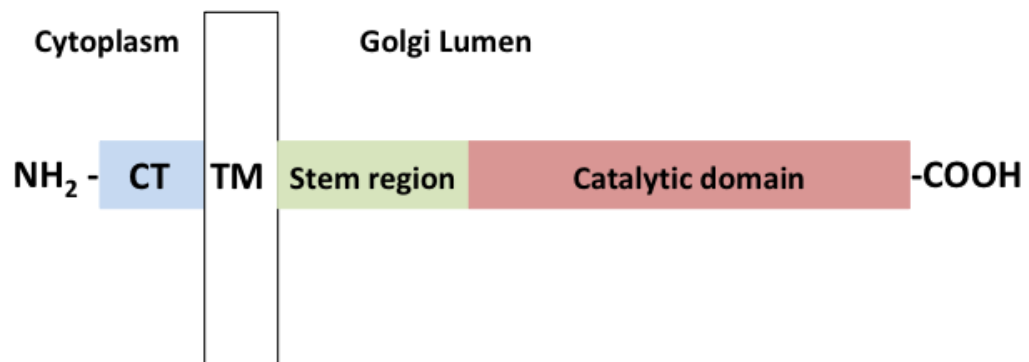 Cytoplasm Golgi Lumen
NH₂ - CT TM Stem region Catalytic domain -COOH